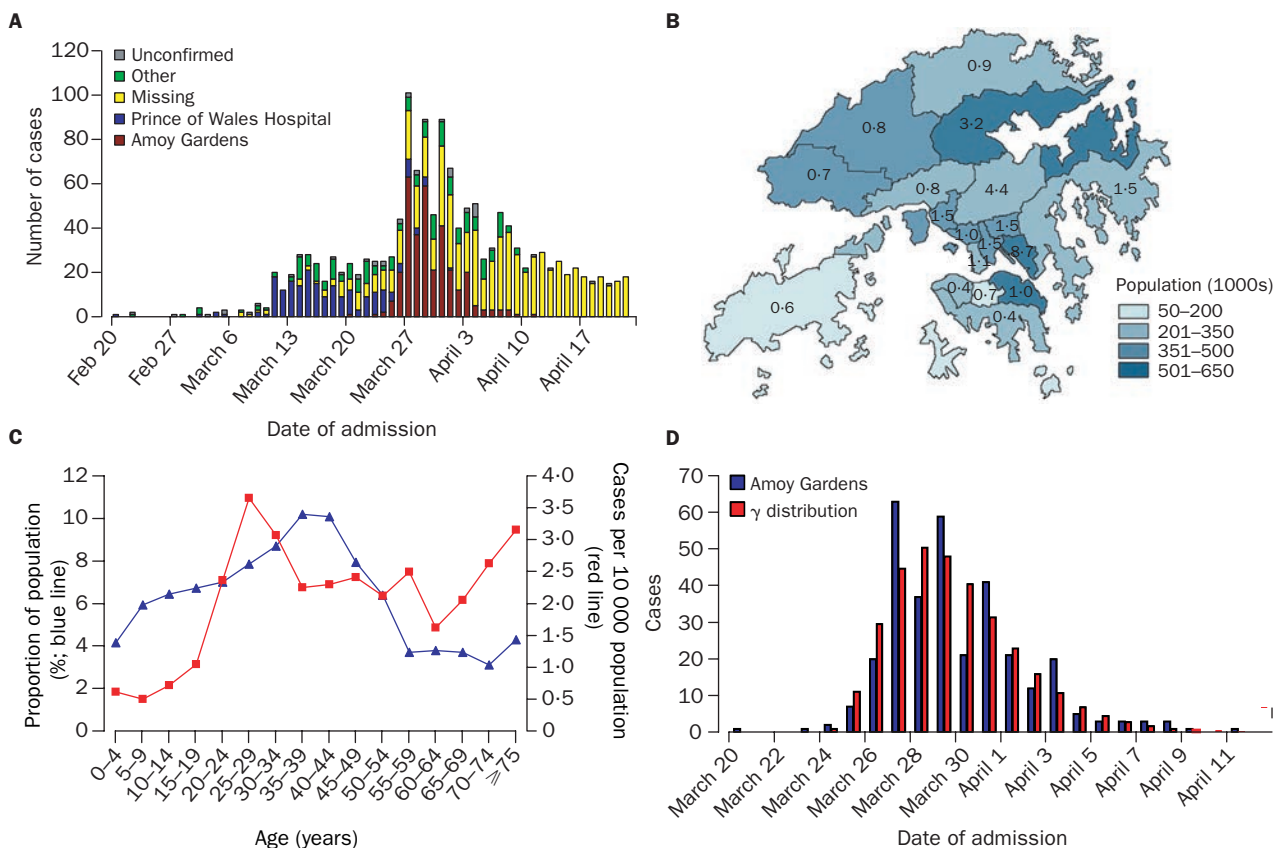 A
Number of cases
120
100
80
60
40
20
0
Unconfirmed
Other
Missing
Prince of Wales Hospital
Amoy Gardens
Feb 20
Feb 27
March 6
March 13
March 20
March 27
April 3
April 10
April 17
Date of admission
B
0·9
0·8
3·2
0·7
0·8
4·4
1·5
1·5
1·0
1·5
1·5
8·7
1·1
0·4
0·7
1·0
0·4
0·6
Population (1000s)
50–200
201–350
351–500
501–650
C
Proportion of population
(%; blue line)
12
10
8
6
4
2
0
4·0
3·5
3·0
2·5
2·0
1·5
1·0
0·5
0
Cases per 10 000 population
(red line)
0–4
5–9
10–14
15–19
20–24
25–29
30–34
35–39
40–44
45–49
50–54
55–59
60–64
65–69
70–74
⩾75
Age (years)
D
Cases
70
60
50
40
30
20
10
0
Amoy Gardens
γ distribution
March 20
March 22
March 24
March 26
March 28
March 30
April 1
April 3
April 5
April 7
April 9
April 11
Date of admission